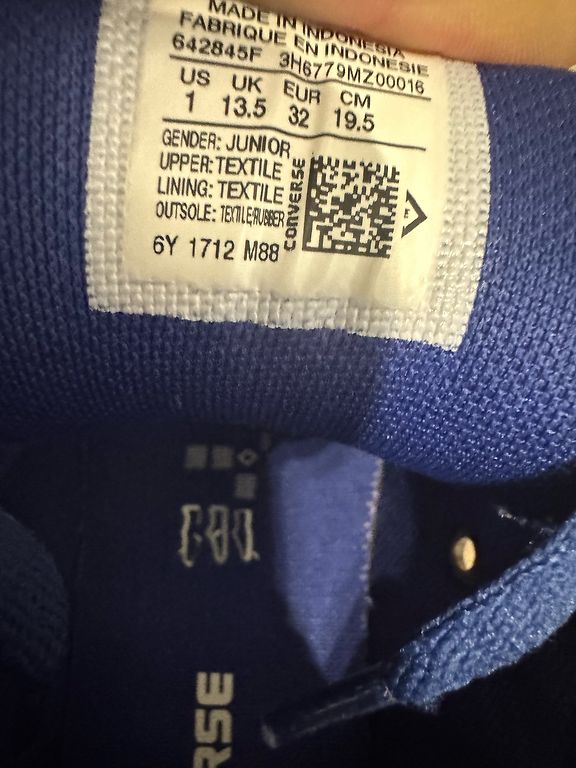 MADE IN INDONESIA
FABRIQUE EN INDONESIE
642845F 3H6779MZ00016
US UK EUR CM
1 13.5 32 19.5
GENDER: JUNIOR
UPPER: TEXTILE
LINING: TEXTILE
OUTSOLE: TEXTILE/RUBBER
6Y 1712 M88
CONVERSE
RSE